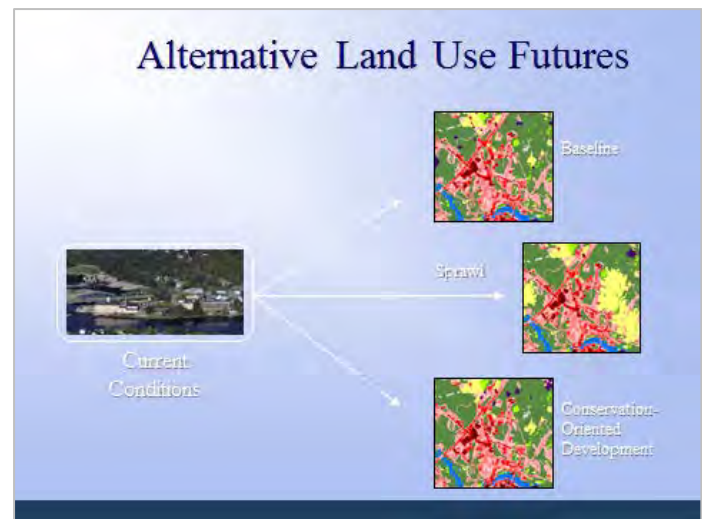 Alternative Land Use Futures
Baseline
Sprawl
Current
Conditions
Conservation-
Oriented
Development